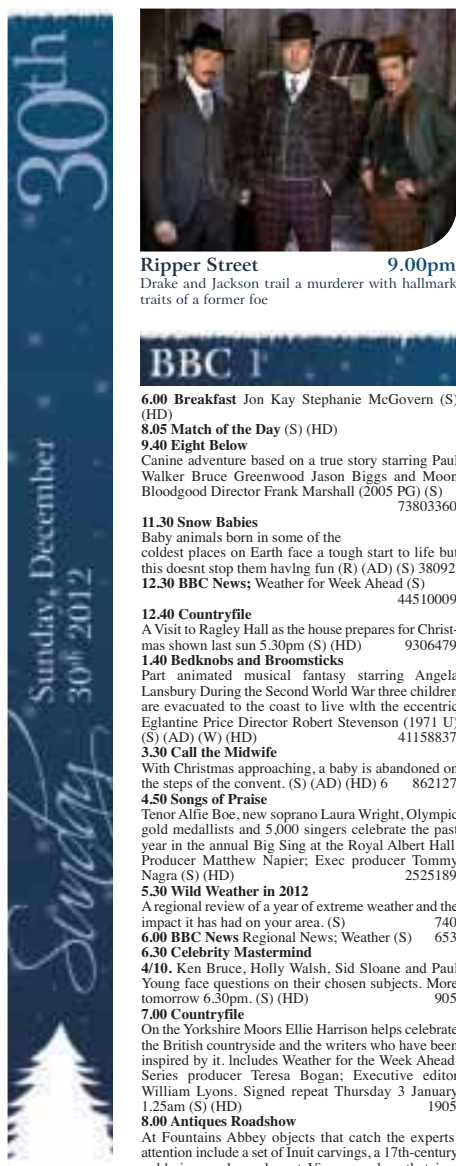 30th
Sunday, December
30th 2012
Sunday
Ripper Street 9.00pm
Drake and Jackson trail a murderer with hallmark
traits of a former foe
BBC 1
6.00 Breakfast Jon Kay Stephanie McGovern (S)
(HD)
8.05 Match of the Day (S) (HD)
9.40 Eight Below
Canine adventure based on a true story starring Paul
Walker Bruce Greenwood Jason Biggs and Moon
Bloodgood Director Frank Marshall (2005 PG) (S)
73803360
11.30 Snow Babies
Baby animals born in some of the
coldest places on Earth face a tough start to life but
this doesnt stop them havlng fun (R) (AD) (S) 38092
12.30 BBC News; Weather for Week Ahead (S)
44510009
12.40 Countryfile
A Visit to Ragley Hall as the house prepares for Christ-
mas shown last sun 5.30pm (S) (HD) 9306479
1.40 Bedknobs and Broomsticks
Part animated musical fantasy starring Angela
Lansbury During the Second World War three children
are evacuated to the coast to live wlth the eccentric
Eglantine Price Director Robert Stevenson (1971 U)
(S) (AD) (W) (HD) 41158837
3.30 Call the Midwife
With Christmas approaching, a baby is abandoned on
the steps of the convent. (S) (AD) (HD) 6 862127
4.50 Songs of Praise
Tenor Alfie Boe, new soprano Laura Wright, Olympic
gold medallists and 5,000 singers celebrate the past
year in the annual Big Sing at the Royal Albert Hall
Producer Matthew Napier; Exec producer Tommy
Nagra (S) (HD) 2525189
5.30 Wild Weather in 2012
A regional review of a year of extreme weather and the
impact it has had on your area. (S) 740
6.00 BBC News Regional News; Weather (S) 653
6.30 Celebrity Mastermind
4/10. Ken Bruce, Holly Walsh, Sid Sloane and Paul
Young face questions on their chosen subjects. More
tomorrow 6.30pm. (S) (HD) 905
7.00 Countryfile
On the Yorkshire Moors Ellie Harrison helps celebrate
the British countryside and the writers who have been
inspired by it. lncludes Weather for the Week Ahead
Series producer Teresa Bogan; Executive editor
William Lyons. Signed repeat Thursday 3 January
1.25am (S) (HD) 1905
8.00 Antiques Roadshow
At Fountains Abbey objects that catch the experts
attention include a set of Inuit carvings, a 17th-century